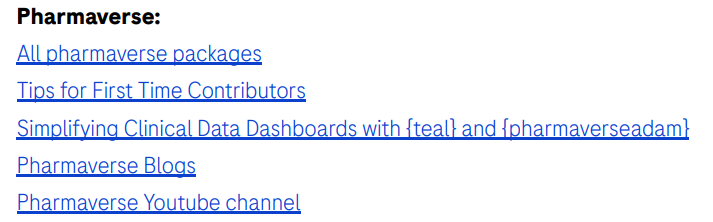 Pharmaverse:
All pharmaverse packages
Tips for First Time Contributors
Simplifying Clinical Data Dashboards with {teal} and {pharmaverseadam}
Pharmaverse Blogs
Pharmaverse Youtube channel